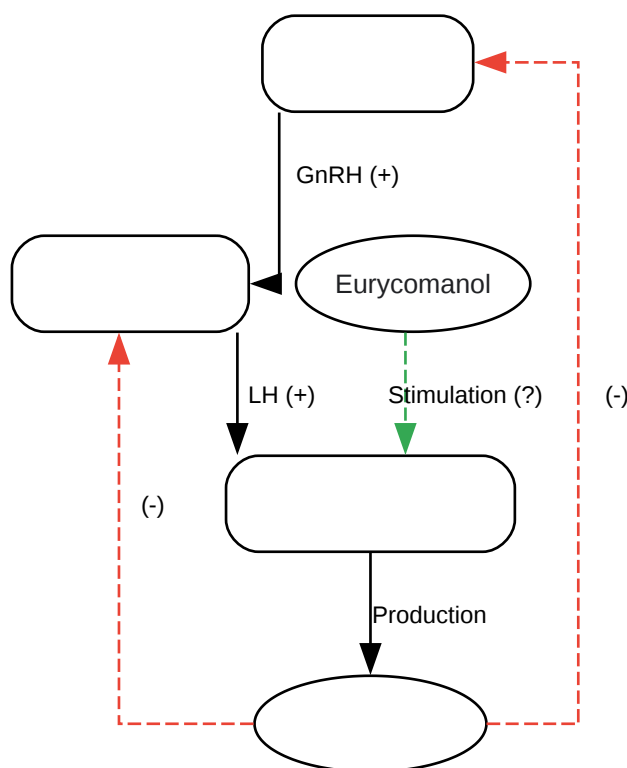 GnRH (+)
Eurycomanol
LH (+)
Stimulation (?)
(-)
(-)
Production